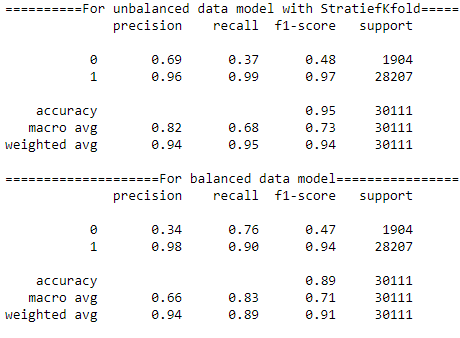 ==========For unbalanced data model with StratiefKfold=====
precision recall f1-score support
0 0.69 0.37 0.48 1904
1 0.96 0.99 0.97 28207
accuracy 0.95 30111
macro avg 0.82 0.68 0.73 30111
weighted avg 0.94 0.95 0.94 30111
====================For balanced data model================
precision recall f1-score support
0 0.34 0.76 0.47 1904
1 0.98 0.90 0.94 28207
accuracy 0.89 30111
macro avg 0.66 0.83 0.71 30111
weighted avg 0.94 0.89 0.91 30111